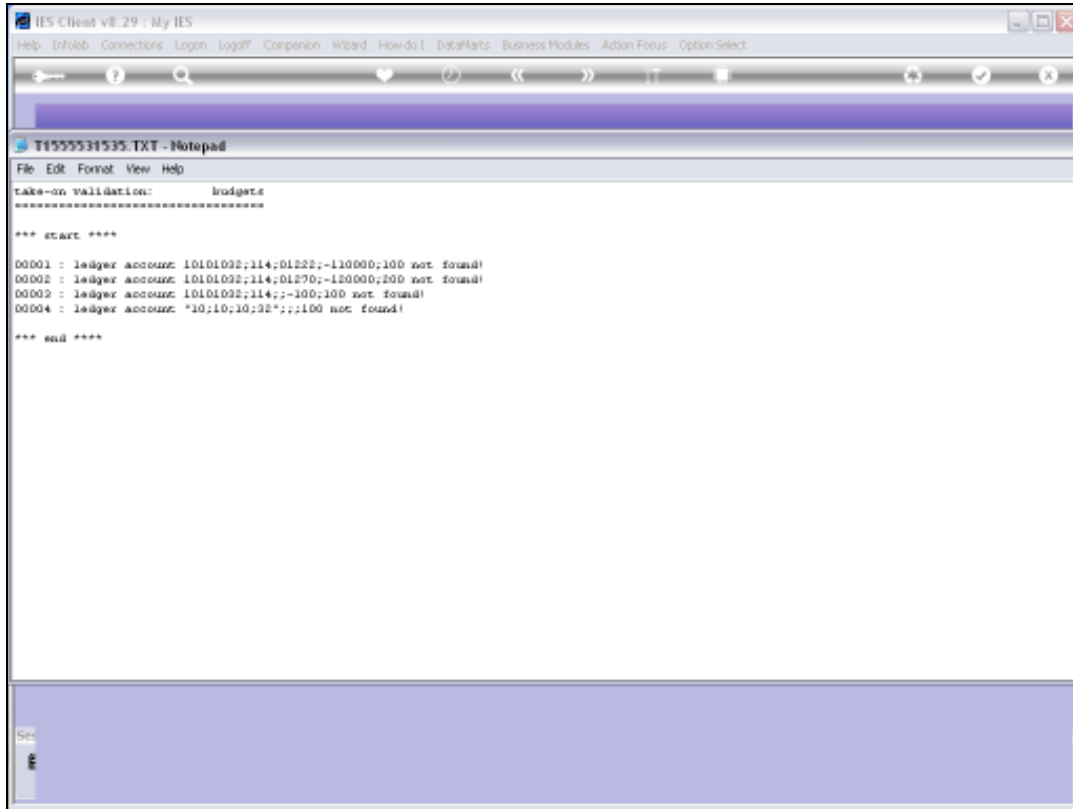 IES Client v8.29 : My IES
Help Infolab Connections Logon Logoff Companion Wizard How do I DataMarts Business Modules Action Focus Option Select
T1555531535.TXT - Notepad
File Edit Format View Help
take-on validation: budgets
==================================
*** start ****
00001 : ledger account 10101032;114;01222;-110000;100 not found!
00002 : ledger account 10101032;114;01270;-120000;200 not found!
00003 : ledger account 10101032;114;;-100;100 not found!
00004 : ledger account "10;10;10;32";;;100 not found!
*** end ****